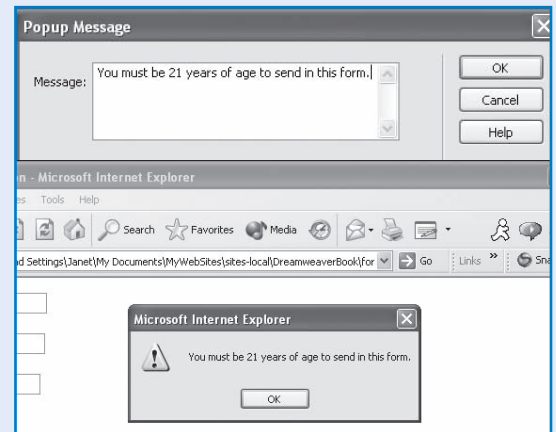 Popup Message
Message: You must be 21 years of age to send in this form.
OK
Cancel
Help
- Microsoft Internet Explorer
Tools Help
Search Favorites Media
d Settings\Janet\My Documents\MyWebSites\sites-local\DreamweaverBook\for Go Links »
Microsoft Internet Explorer
You must be 21 years of age to send in this form.
OK